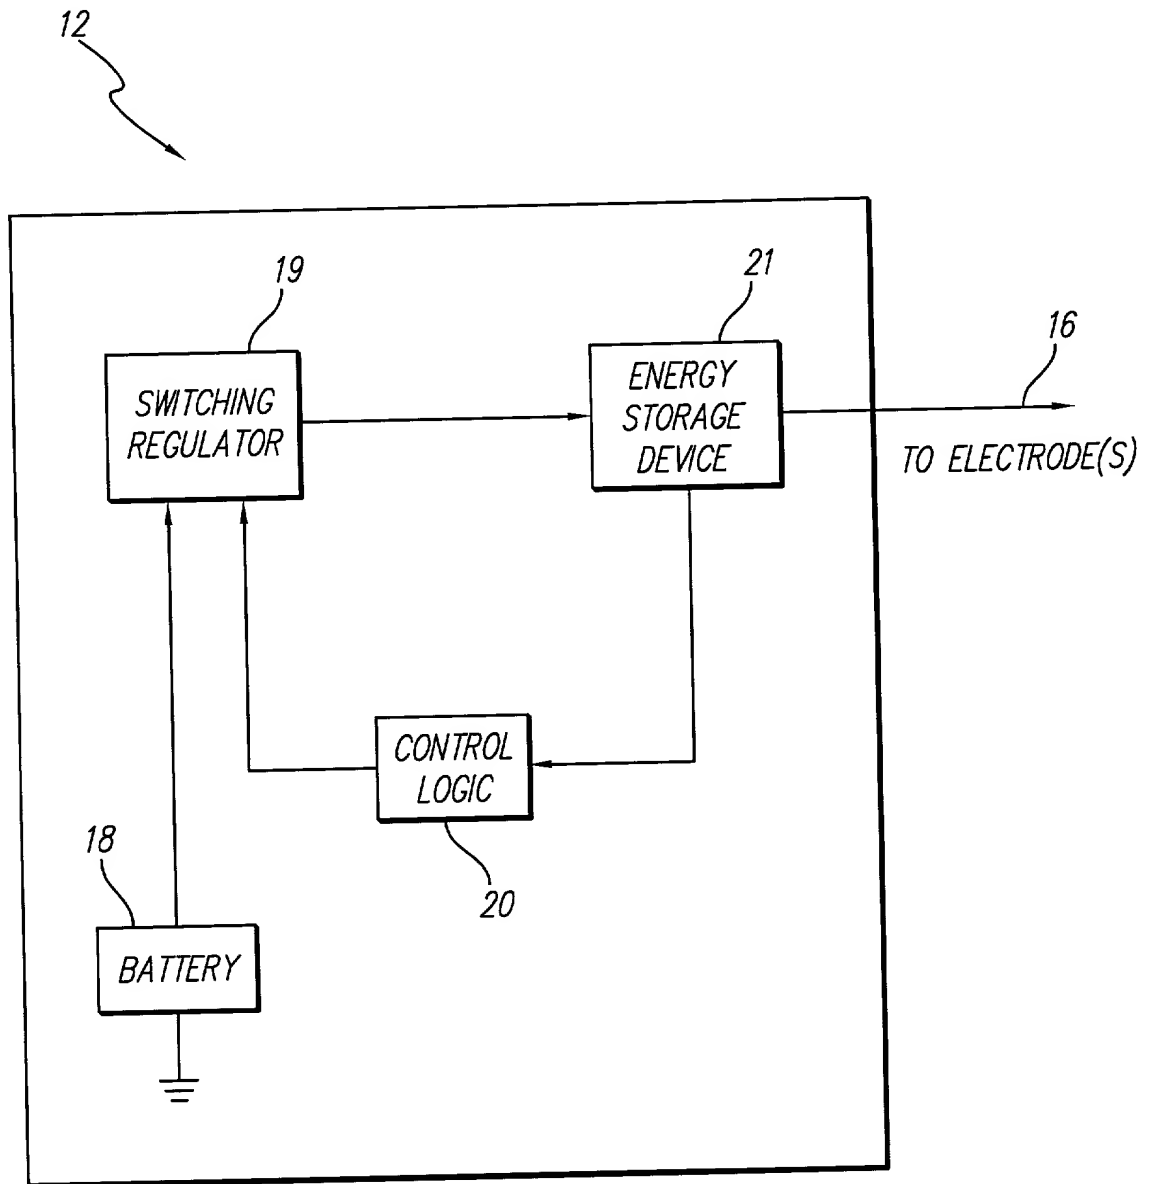 12
19
21
16
SWITCHING
REGULATOR
ENERGY
STORAGE
DEVICE
TO ELECTRODE(S)
CONTROL
LOGIC
18
20
BATTERY